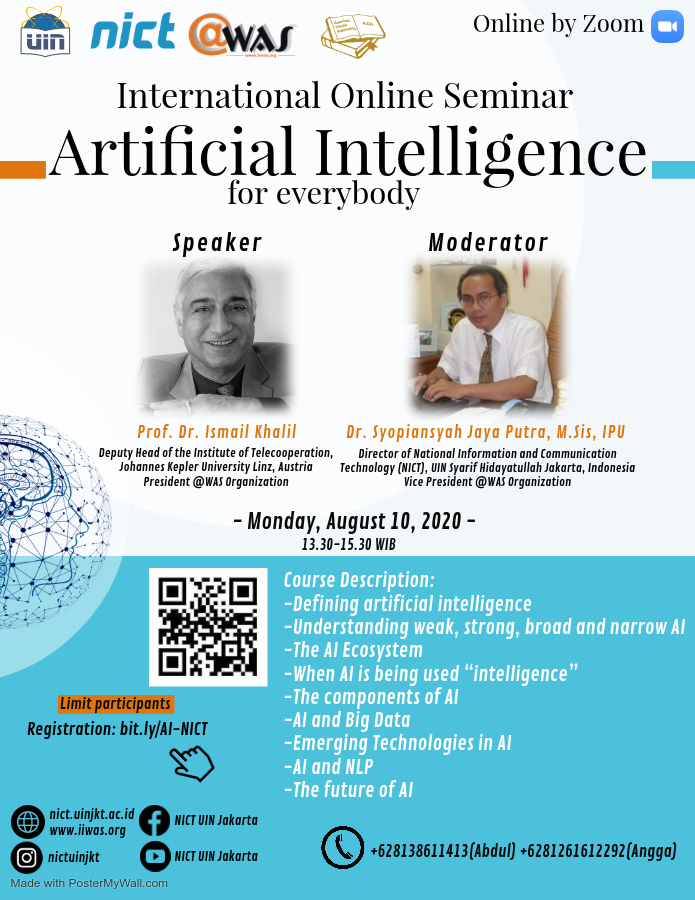 uin
nict
@WAS
www.iiwas.org
Online by Zoom
International Online Seminar
Artificial Intelligence
for everybody
Speaker
Moderator
Prof. Dr. Ismail Khalil
Deputy Head of the Institute of Telecooperation,
Johannes Kepler University Linz, Austria
President @WAS Organization
Dr. Syopiansyah Jaya Putra, M.Sis, IPU
Director of National Information and Communication
Technology (NICT), UIN Syarif Hidayatullah Jakarta, Indonesia
Vice President @WAS Organization
- Monday, August 10, 2020 -
13.30-15.30 WIB
Course Description:
-Defining artificial intelligence
-Understanding weak, strong, broad and narrow AI
-The AI Ecosystem
-When AI is being used “intelligence”
-The components of AI
-AI and Big Data
-Emerging Technologies in AI
-AI and NLP
-The future of AI
Limit participants
Registration: bit.ly/AI-NICT
nict.uinjkt.ac.id
www.iiwas.org
NICT UIN Jakarta
nictuinjkt
NICT UIN Jakarta
+628138611413(Abdul) +6281261612292(Angga)
Made with PosterMyWall.com